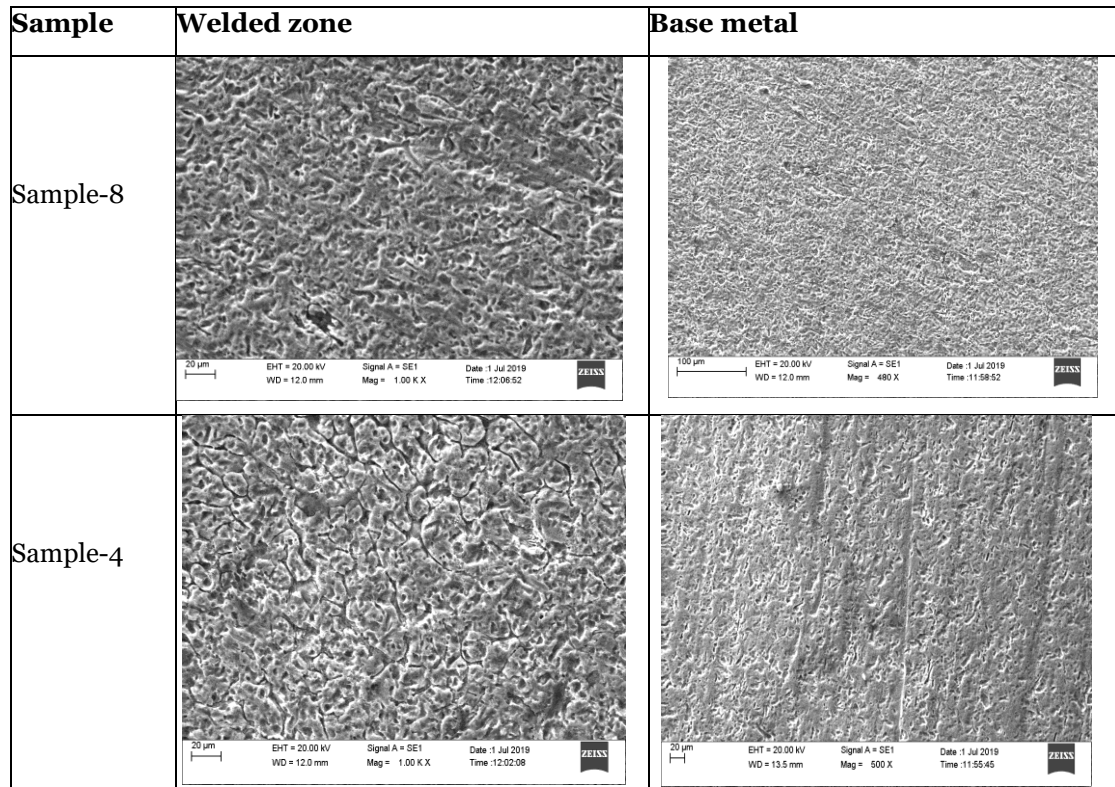 Sample Welded zone Base metal
Sample-8
20 µm EHT = 20.00 kV Signal A = SE1 Date :1 Jul 2019 ZEISS
WD = 12.0 mm Mag = 1.00 K X Time :12:06:52
100 µm EHT = 20.00 kV Signal A = SE1 Date :1 Jul 2019 ZEISS
WD = 12.0 mm Mag = 480 X Time :11:58:52
Sample-4
20 µm EHT = 20.00 kV Signal A = SE1 Date :1 Jul 2019 ZEISS
WD = 12.0 mm Mag = 1.00 K X Time :12:02:08
20 µm EHT = 20.00 kV Signal A = SE1 Date :1 Jul 2019 ZEISS
WD = 13.5 mm Mag = 500 X Time :11:55:45